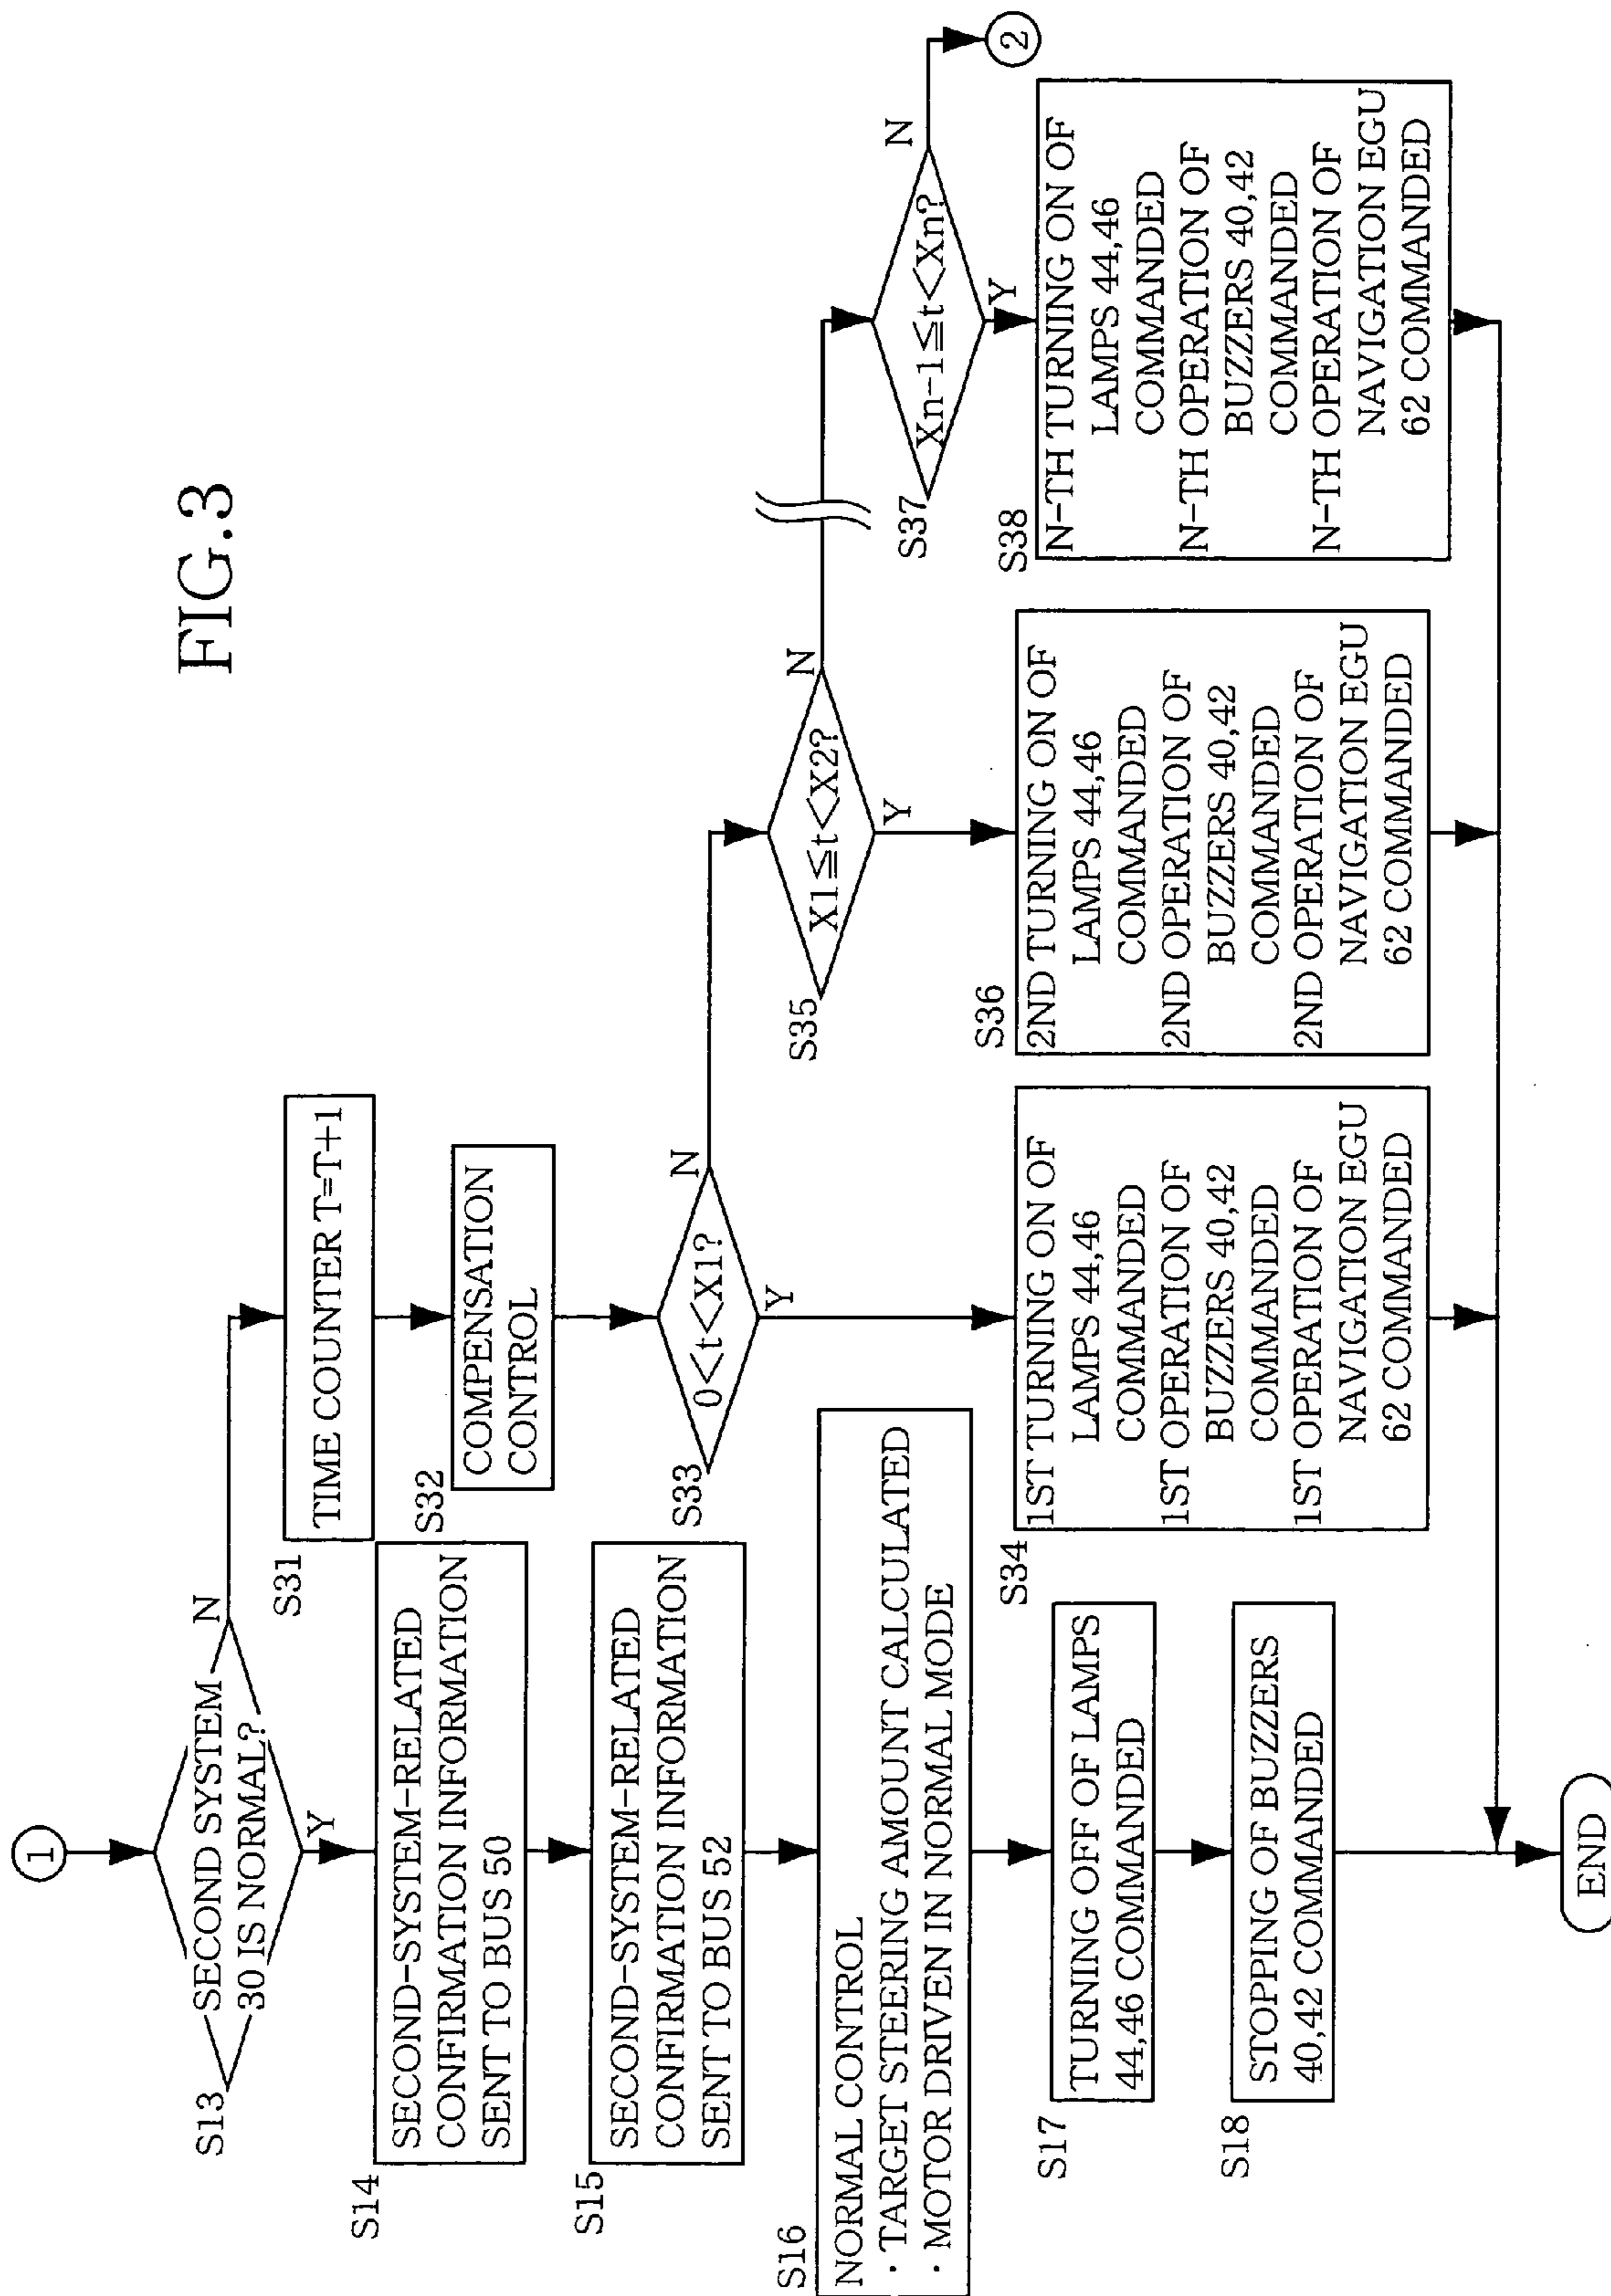 FIG.3
1
S13
SECOND SYSTEM
30 IS NORMAL?
N
Y
S14
SECOND-SYSTEM-RELATED
CONFIRMATION INFORMATION
SENT TO BUS 50
S15
SECOND-SYSTEM-RELATED
CONFIRMATION INFORMATION
SENT TO BUS 52
S16
NORMAL CONTROL
· TARGET STEERING AMOUNT CALCULATED
· MOTOR DRIVEN IN NORMAL MODE
S17
TURNING OFF OF LAMPS
44,46 COMMANDED
S18
STOPPING OF BUZZERS
40,42 COMMANDED
END
S31
TIME COUNTER T=T+1
S32
COMPENSATION
CONTROL
S33
0<t<X1?
N
Y
S34
1ST TURNING ON OF
LAMPS 44,46
COMMANDED
1ST OPERATION OF
BUZZERS 40,42
COMMANDED
1ST OPERATION OF
NAVIGATION EGU
62 COMMANDED
S35
X1≦t<X2?
N
Y
S36
2ND TURNING ON OF
LAMPS 44,46
COMMANDED
2ND OPERATION OF
BUZZERS 40,42
COMMANDED
2ND OPERATION OF
NAVIGATION EGU
62 COMMANDED
S37
Xn-1≦t<Xn?
N
Y
S38
N-TH TURNING ON OF
LAMPS 44,46
COMMANDED
N-TH OPERATION OF
BUZZERS 40,42
COMMANDED
N-TH OPERATION OF
NAVIGATION EGU
62 COMMANDED
2